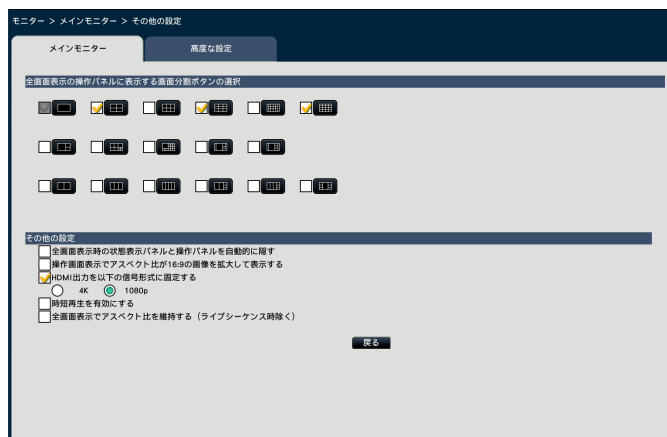 モニター > メインモニター > その他の設定
メインモニター 高度な設定
全画面表示の操作パネルに表示する画面分割ボタンの選択
その他の設定
全画面表示時の状態表示パネルと操作パネルを自動的に隠す
操作画面表示でアスペクト比が16:9の画像を拡大して表示する
HDMI出力を以下の信号形式に固定する
4K 1080p
時短再生を有効にする
全画面表示でアスペクト比を維持する（ライブシーケンス時除く）
戻る